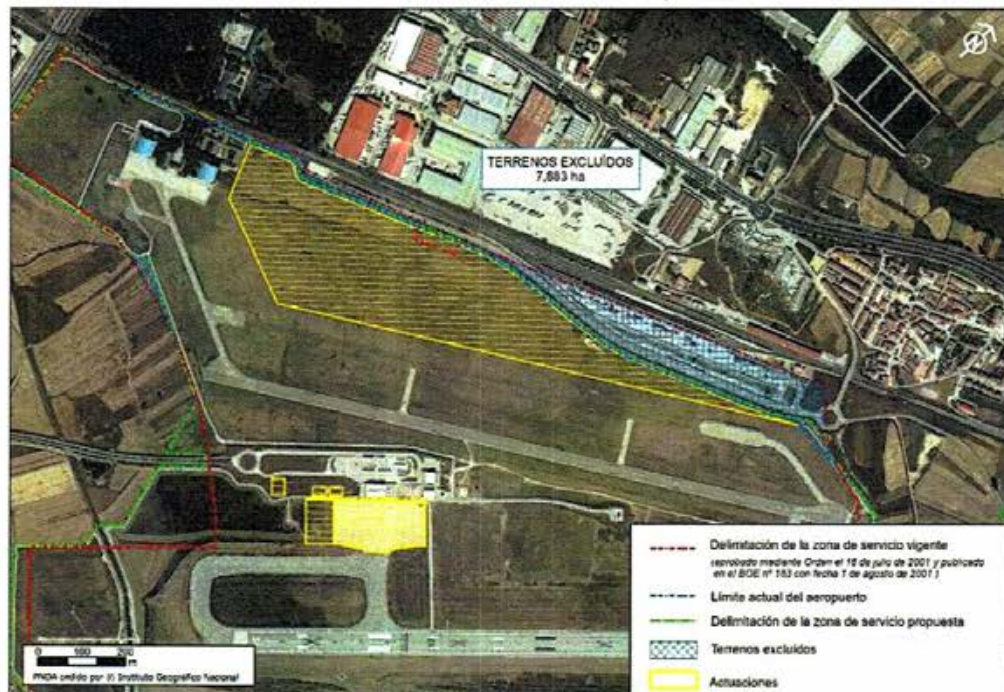 TERRENOS EXCLUÍDOS
7,883 ha
Delimitación de la zona de servicio vigente
(aprobado mediante Orden el 18 de julio de 2001 y publicado
en el BOE nº 183 con fecha 1 de agosto de 2001)
Límite actual del aeropuerto
Delimitación de la zona de servicio propuesta
Terrenos excluidos
Actuaciones
0 100 200
m
PNOA cedido por © Instituto Geográfico Nacional